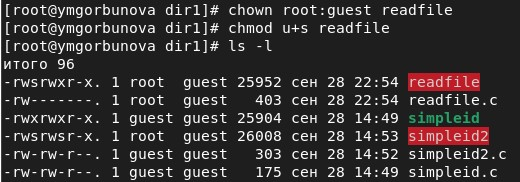 [root@ymgorbunova dir1]# chown root:guest readfile
[root@ymgorbunova dir1]# chmod u+s readfile
[root@ymgorbunova dir1]# ls -l
итого 96
-rwsrwxr-x. 1 root  guest 25952 сен 28 22:54 readfile
-rw-------. 1 root  guest   403 сен 28 22:54 readfile.c
-rwxrwxr-x. 1 guest guest 25904 сен 28 14:49 simpleid
-rwsrwsr-x. 1 root  guest 26008 сен 28 14:53 simpleid2
-rw-rw-r--. 1 guest guest   303 сен 28 14:52 simpleid2.c
-rw-rw-r--. 1 guest guest   175 сен 28 14:49 simpleid.c